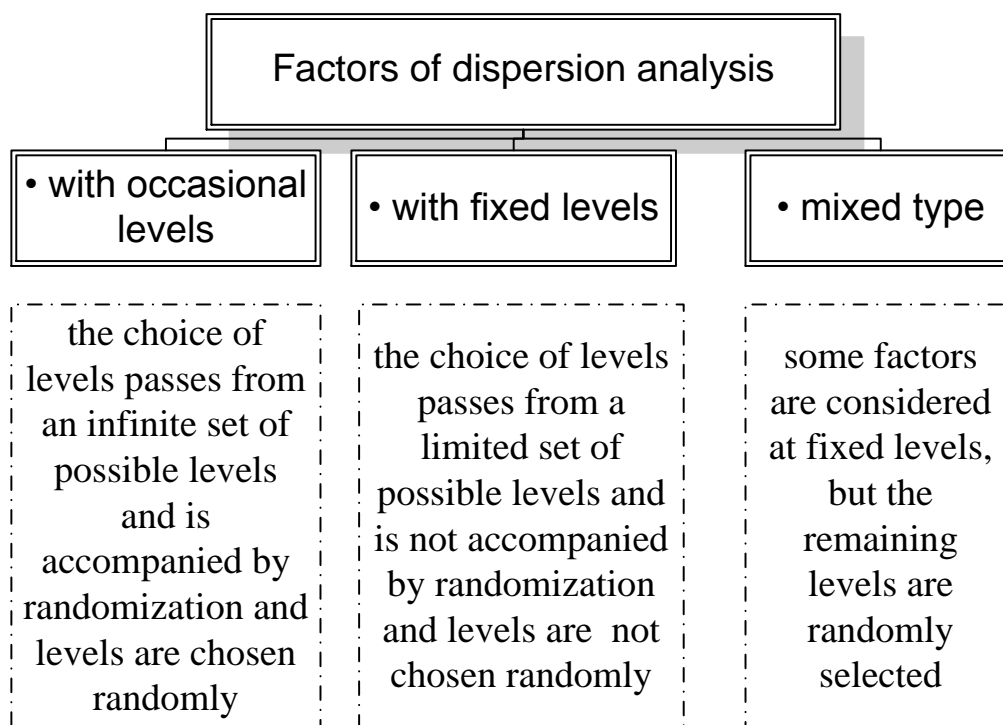 Factors of dispersion analysis
• with occasional
levels
• with fixed levels
• mixed type
the choice of
levels passes from
an infinite set of
possible levels
and is
accompanied by
randomization and
levels are chosen
randomly
the choice of levels
passes from a
limited set of
possible levels and
is not accompanied
by randomization
and levels are not
chosen randomly
some factors
are considered
at fixed levels,
but the
remaining
levels are
randomly
selected